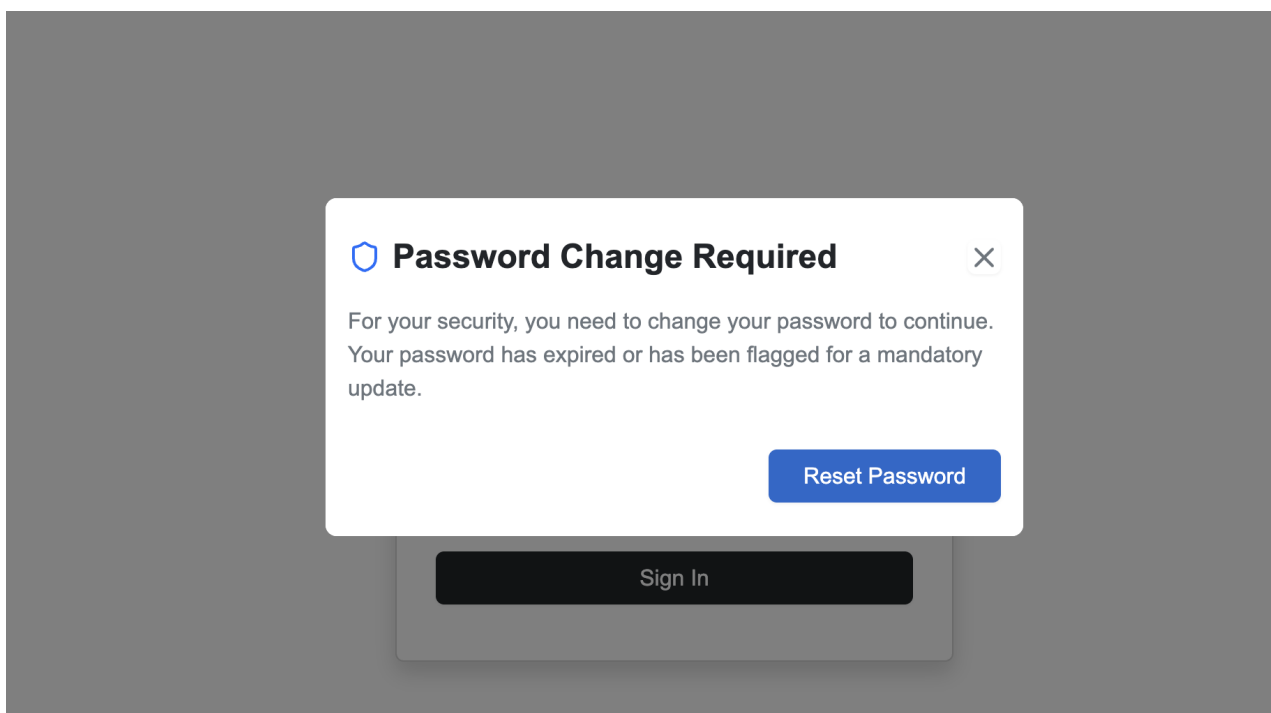 Password Change Required
For your security, you need to change your password to continue.
Your password has expired or has been flagged for a mandatory
update.
Reset Password
Sign In